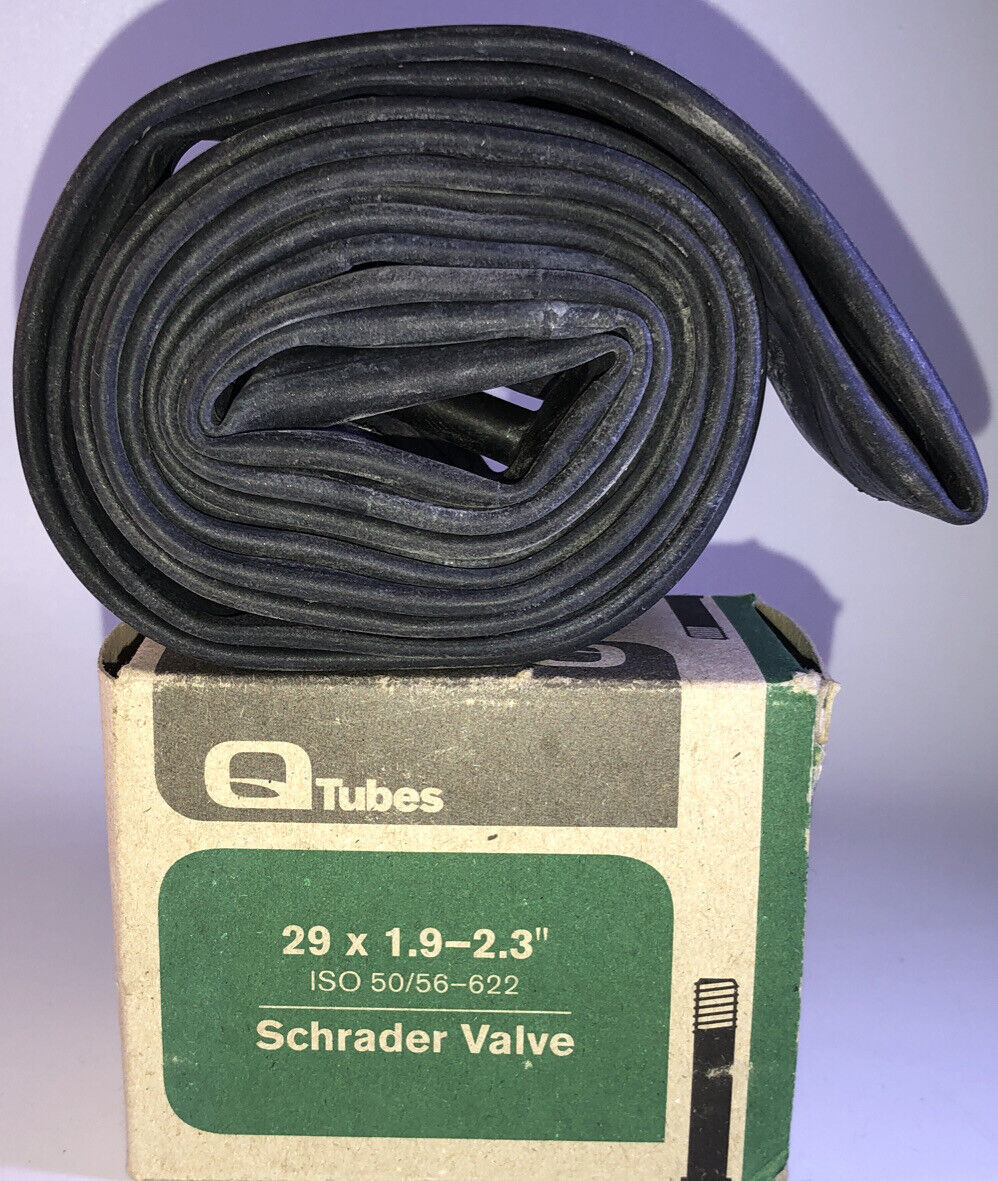 Q Tubes
29 x 1.9–2.3"
ISO 50/56–622
Schrader Valve